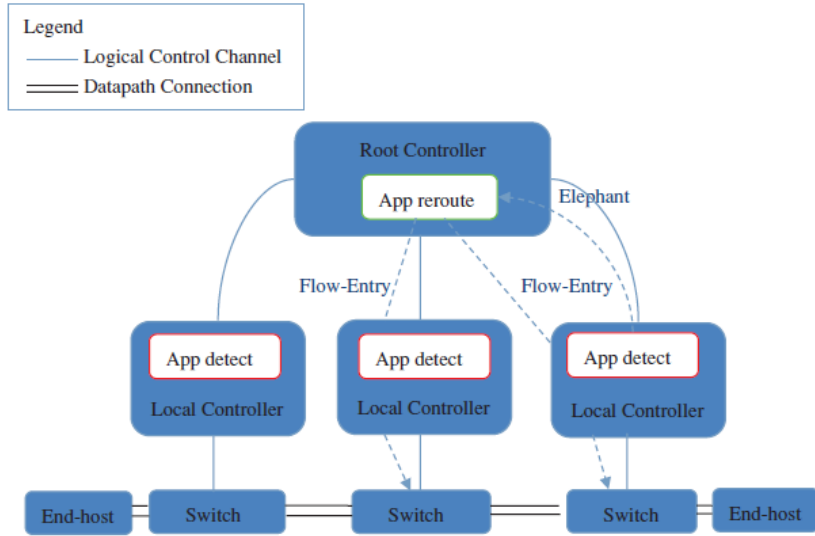 Legend
Logical Control Channel
Datapath Connection
Root Controller
App reroute
Elephant
Flow-Entry
Flow-Entry
App detect
App detect
App detect
Local Controller
Local Controller
Local Controller
End-host
Switch
Switch
Switch
End-host